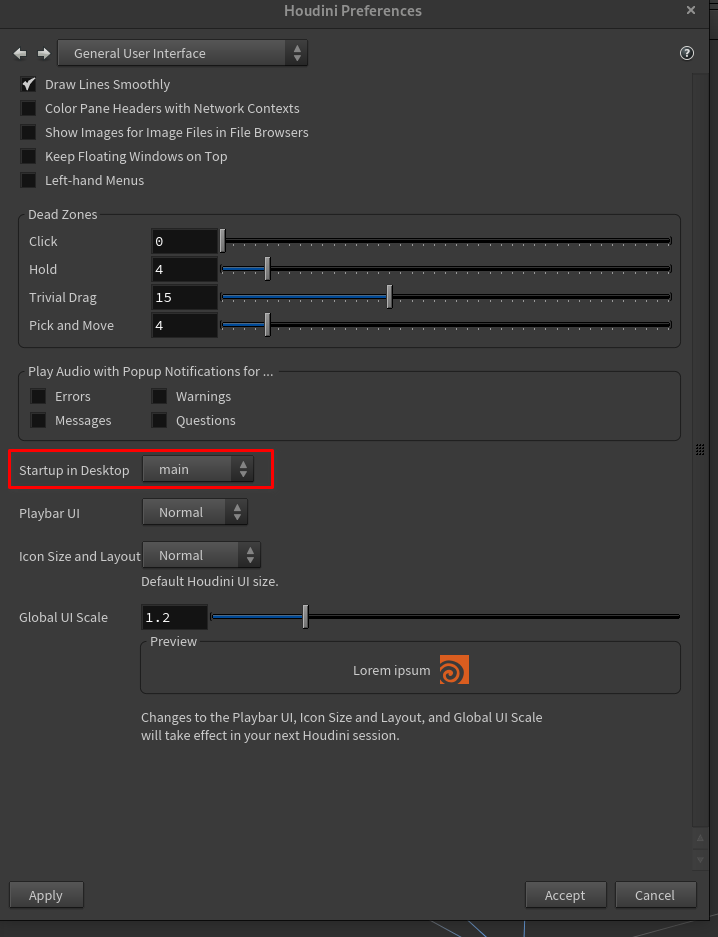 Houdini Preferences
General User Interface
Draw Lines Smoothly
Color Pane Headers with Network Contexts
Show Images for Image Files in File Browsers
Keep Floating Windows on Top
Left-hand Menus
Dead Zones
Click 0
Hold 4
Trivial Drag 15
Pick and Move 4
Play Audio with Popup Notifications for ...
Errors Warnings
Messages Questions
Startup in Desktop main
Playbar UI Normal
Icon Size and Layout Normal
Default Houdini UI size.
Global UI Scale 1.2
Preview
Lorem ipsum
Changes to the Playbar UI, Icon Size and Layout, and Global UI Scale
will take effect in your next Houdini session.
Apply Accept Cancel